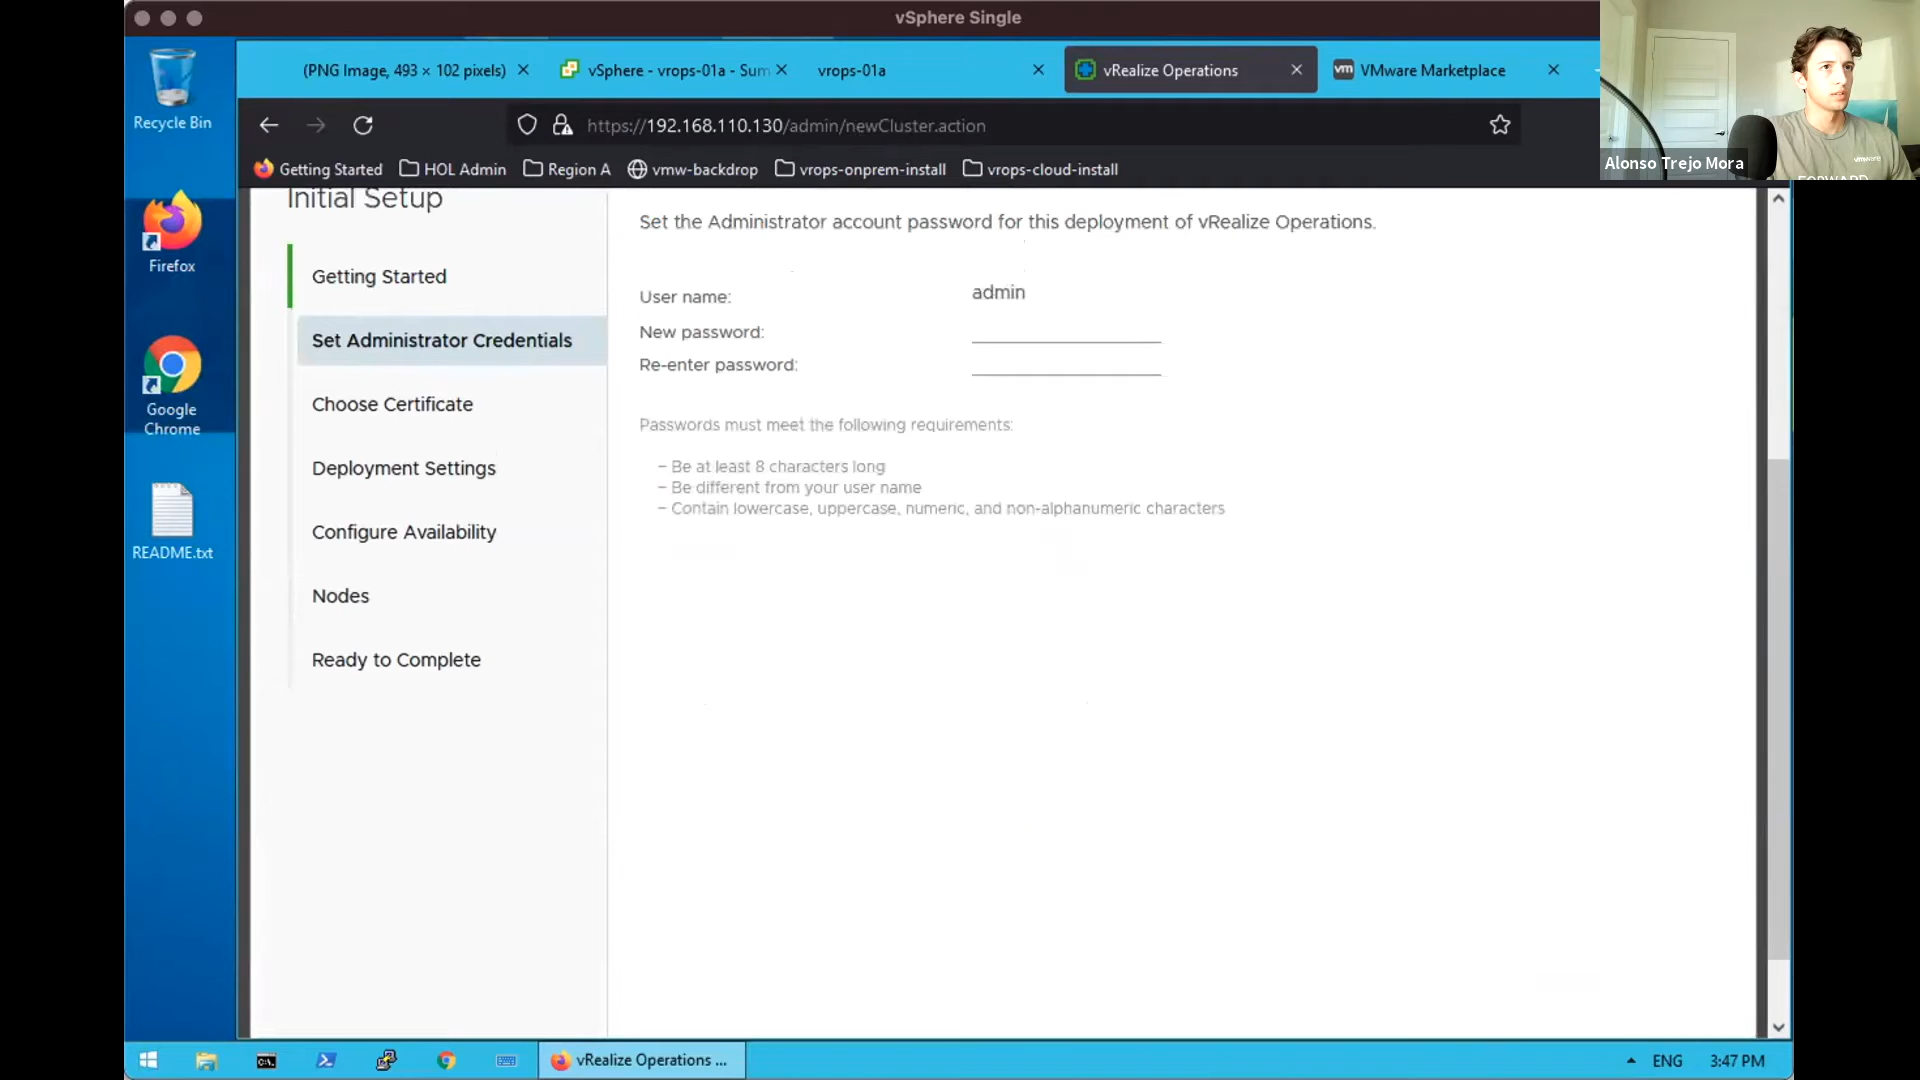 vSphere Single
(PNG Image, 493 × 102 pixels)
vSphere - vrops-01a - Sum
vrops-01a
vRealize Operations
VMware Marketplace
https://192.168.110.130/admin/newCluster.action
Getting Started
HOL Admin
Region A
vmw-backdrop
vrops-onprem-install
vrops-cloud-install
Alonso Trejo Mora
vmware
FORWARD
Recycle Bin
Firefox
Google
Chrome
README.txt
Initial Setup
Getting Started
Set Administrator Credentials
Choose Certificate
Deployment Settings
Configure Availability
Nodes
Ready to Complete
Set the Administrator account password for this deployment of vRealize Operations.
User name: admin
New password:
Re-enter password:
Passwords must meet the following requirements:
– Be at least 8 characters long
– Be different from your user name
– Contain lowercase, uppercase, numeric, and non-alphanumeric characters
vRealize Operations ...
ENG
3:47 PM